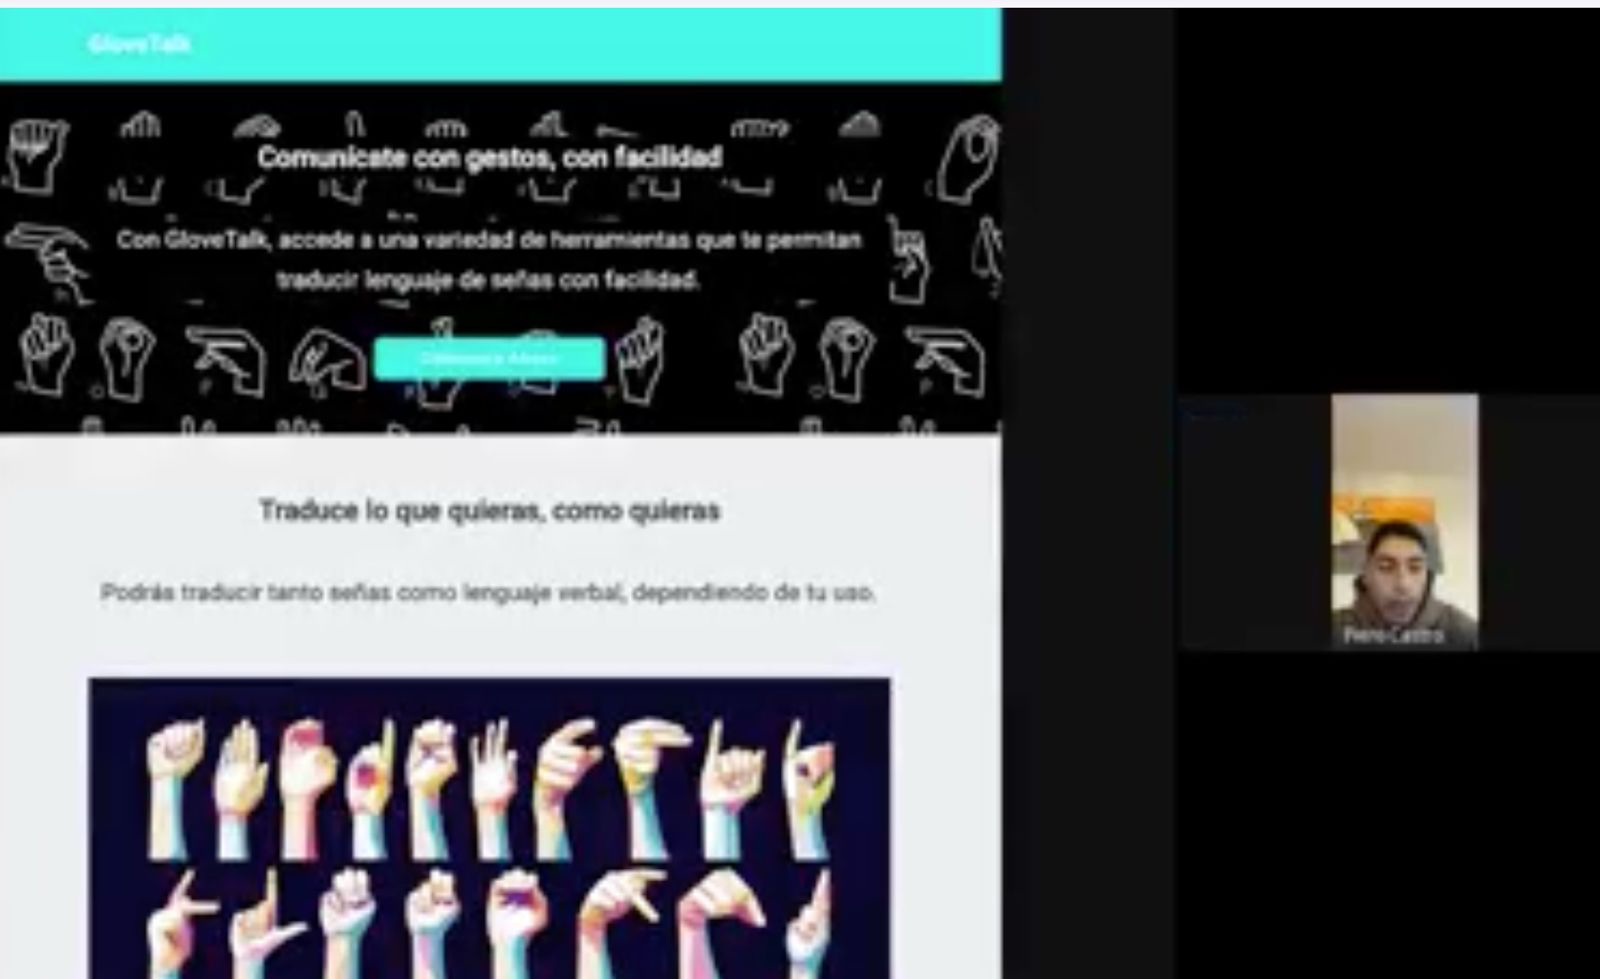 GloveTalk
Comunícate con gestos, con facilidad
Con GloveTalk, accede a una variedad de herramientas que te permitan
traducir lenguaje de señas con facilidad.
Traduce lo que quieras, como quieras
Podrás traducir tanto señas como lenguaje verbal, dependiendo de tu uso.
Piero Castro